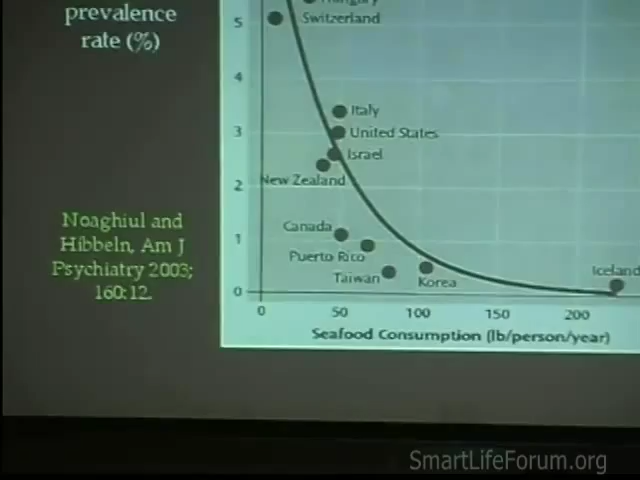 prevalence
rate (%)
5
Switzerland
4
Italy
3
United States
Israel
New Zealand
2
Canada
1
Puerto Rico
Taiwan
Korea
Iceland
0
0 50 100 150 200
Seafood Consumption (lb/person/year)
Noaghiul and
Hibbeln, Am J
Psychiatry 2003;
160:12.
SmartLifeForum.org